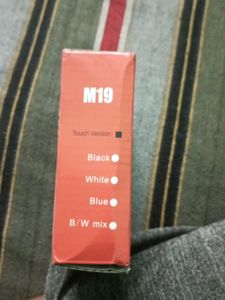 M19
Touch Version
Black
White
Blue
B/W mix